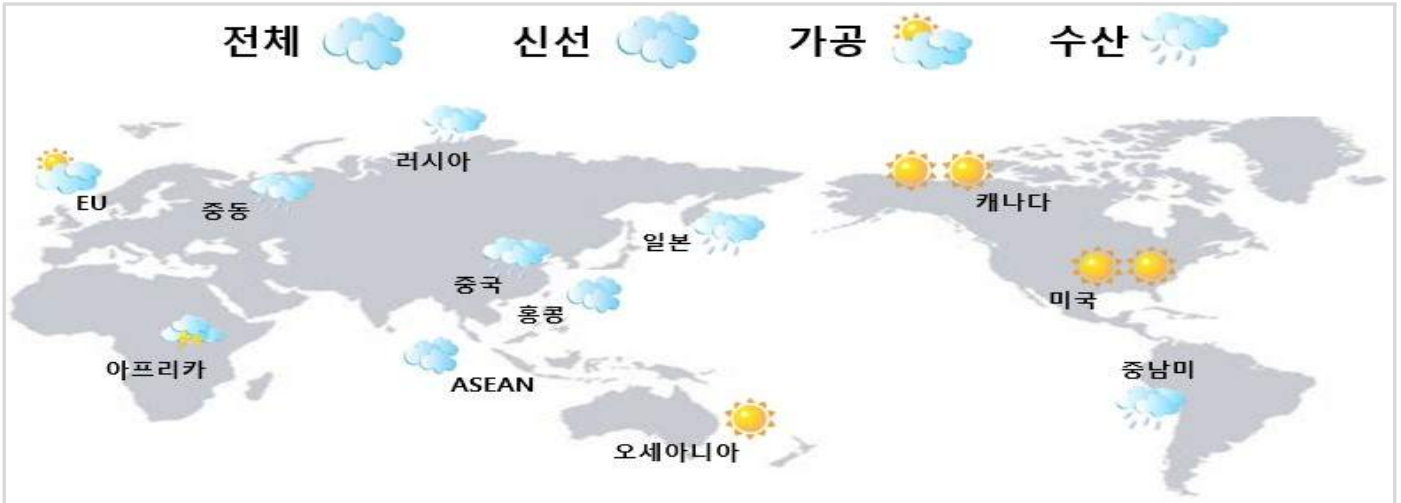 전체 신선 가공 수산
러시아
EU
중동
캐나다
일본
중국
미국
홍콩
아프리카
중남미
ASEAN
오세아니아